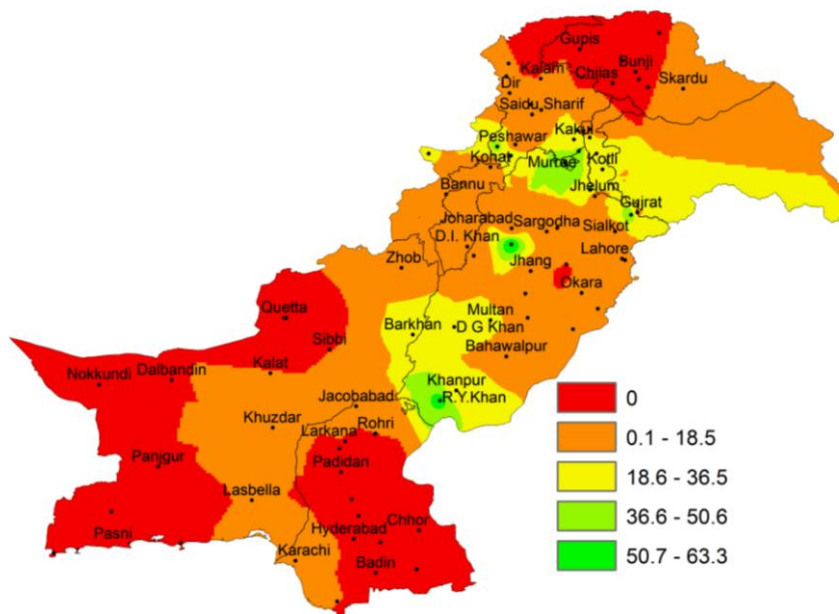 Gupis
Bunji
Kalam
Chilas
Skardu
Dir
Saidu Sharif
Kakul
Peshawar
Kohat
Murree
Kotli
Bannu
Jhelum
Gujrat
Joharabad
Sargodha
Sialkot
D.I. Khan
Lahore
Zhob
Jhang
Okara
Quetta
Multan
Barkhan
D G Khan
Sibbi
Bahawalpur
Kalat
Dalbandin
Nokkundi
Khanpur
R.Y.Khan
Jacobabad
Khuzdar
Rohri
Larkana
Padidan
Panjgur
Lasbella
Pasni
Hyderabad
Chhor
Karachi
Badin
0
0.1 - 18.5
18.6 - 36.5
36.6 - 50.6
50.7 - 63.3